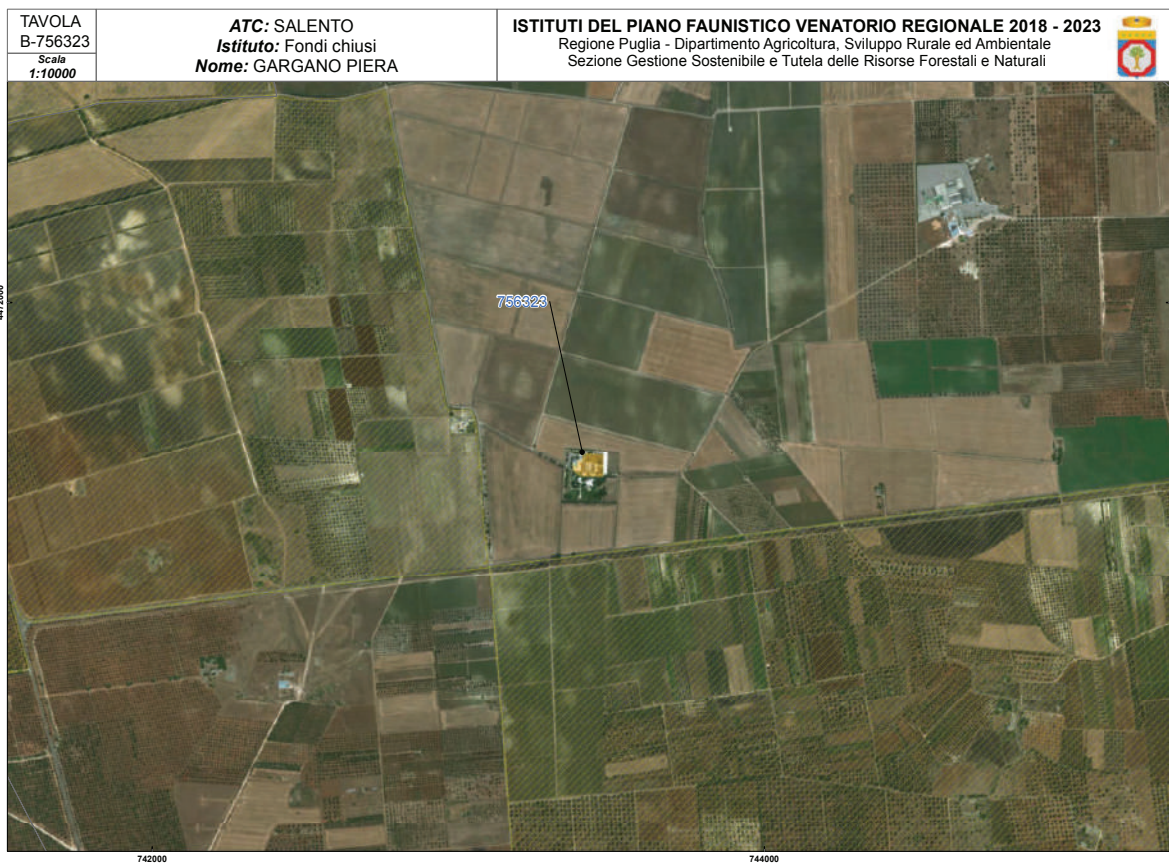 TAVOLA
B-756323
Scala
1:10000
ATC: SALENTO
Istituto: Fondi chiusi
Nome: GARGANO PIERA
ISTITUTI DEL PIANO FAUNISTICO VENATORIO REGIONALE 2018 - 2023
Regione Puglia - Dipartimento Agricoltura, Sviluppo Rurale ed Ambientale
Sezione Gestione Sostenibile e Tutela delle Risorse Forestali e Naturali
756323
742000
744000